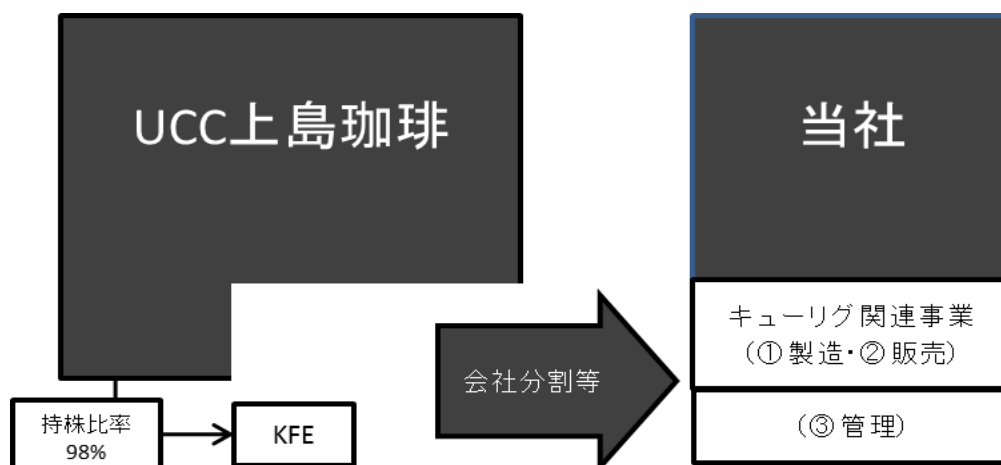 UCC上島珈琲
当社
キューリグ関連事業
(①製造・②販売)
会社分割等
持株比率
98%
KFE
(③管理)